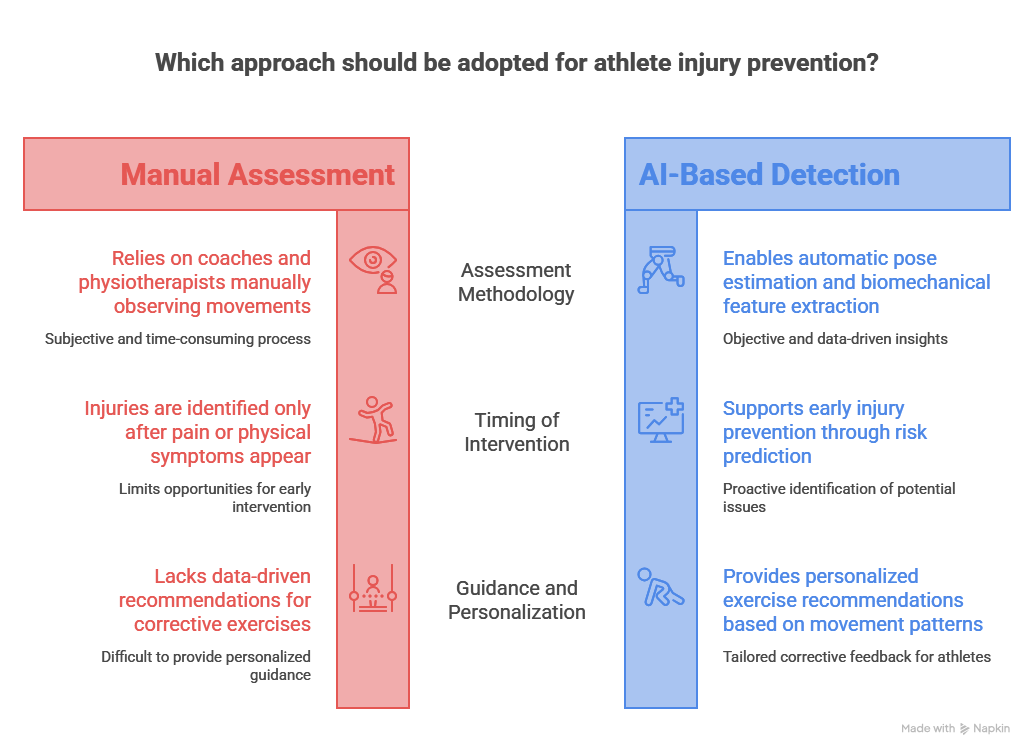 Which approach should be adopted for athlete injury prevention?
Manual Assessment
AI-Based Detection
Relies on coaches and
physiotherapists manually
observing movements
Subjective and time-consuming process
Assessment
Methodology
Enables automatic pose
estimation and biomechanical
feature extraction
Objective and data-driven insights
Injuries are identified only
after pain or physical
symptoms appear
Limits opportunities for early
intervention
Timing of
Intervention
Supports early injury
prevention through risk
prediction
Proactive identification of potential
issues
Lacks data-driven
recommendations for
corrective exercises
Difficult to provide personalized
guidance
Guidance and
Personalization
Provides personalized
exercise recommendations
based on movement patterns
Tailored corrective feedback for athletes
Made with Napkin